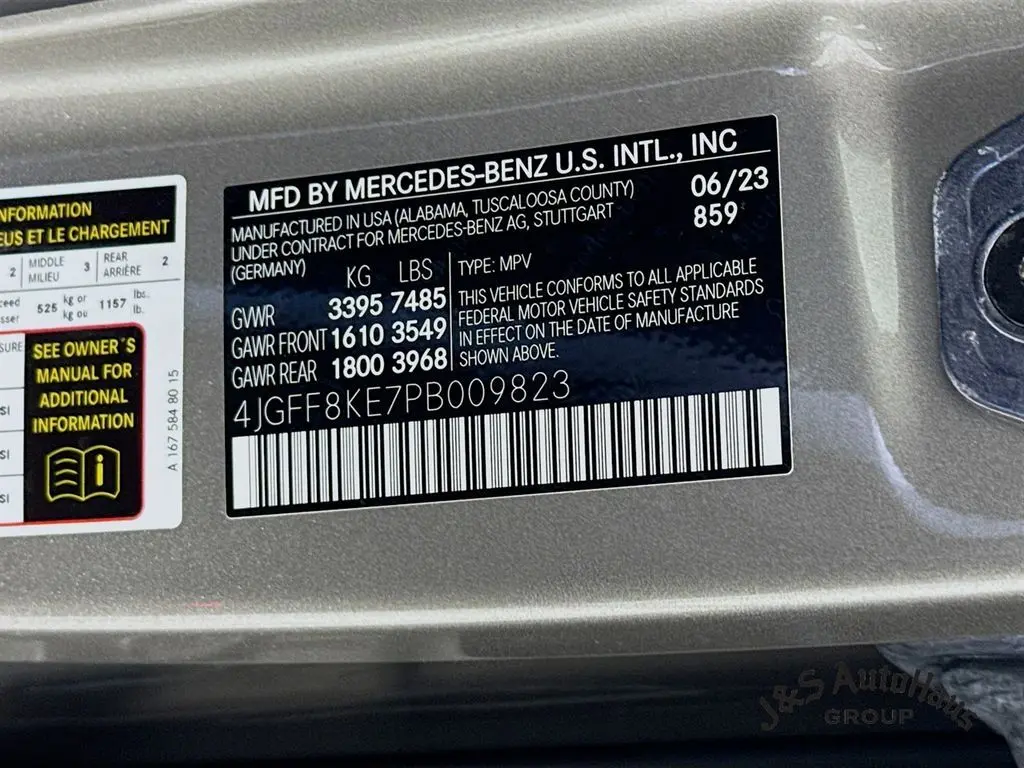 NFORMATION
EUS ET LE CHARGEMENT
2 MIDDLE MILIEU 3 REAR ARRIÈRE 2
525 kg or kg ou 1157 lbs. lb.
SEE OWNER´S
MANUAL FOR
ADDITIONAL
INFORMATION
A 167 584 80 15
MFD BY MERCEDES-BENZ U.S. INTL., INC
MANUFACTURED IN USA (ALABAMA, TUSCALOOSA COUNTY) 06/23
UNDER CONTRACT FOR MERCEDES-BENZ AG, STUTTGART 859
(GERMANY)
KG LBS
GVWR 3395 7485
GAWR FRONT 1610 3549
GAWR REAR 1800 3968
TYPE: MPV
THIS VEHICLE CONFORMS TO ALL APPLICABLE
FEDERAL MOTOR VEHICLE SAFETY STANDARDS
IN EFFECT ON THE DATE OF MANUFACTURE
SHOWN ABOVE.
4JGFF8KE7PB009823
J&S AutoHaus
GROUP